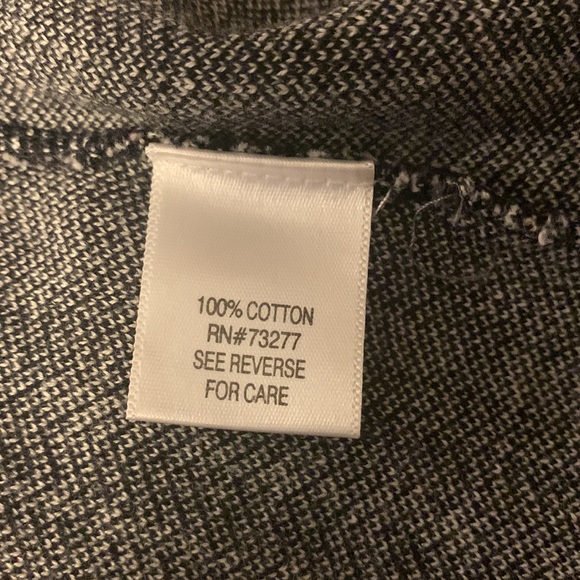 100% COTTON
RN#73277
SEE REVERSE
FOR CARE